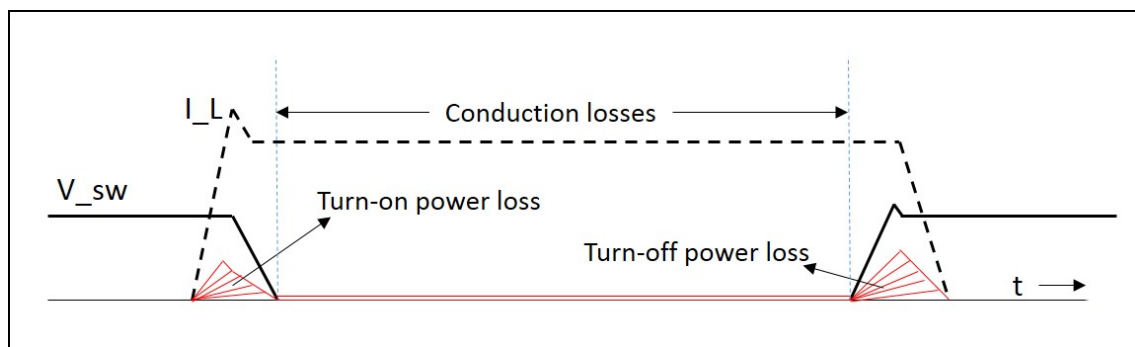 I_L
Conduction losses
V_sw
Turn-on power loss
Turn-off power loss
t